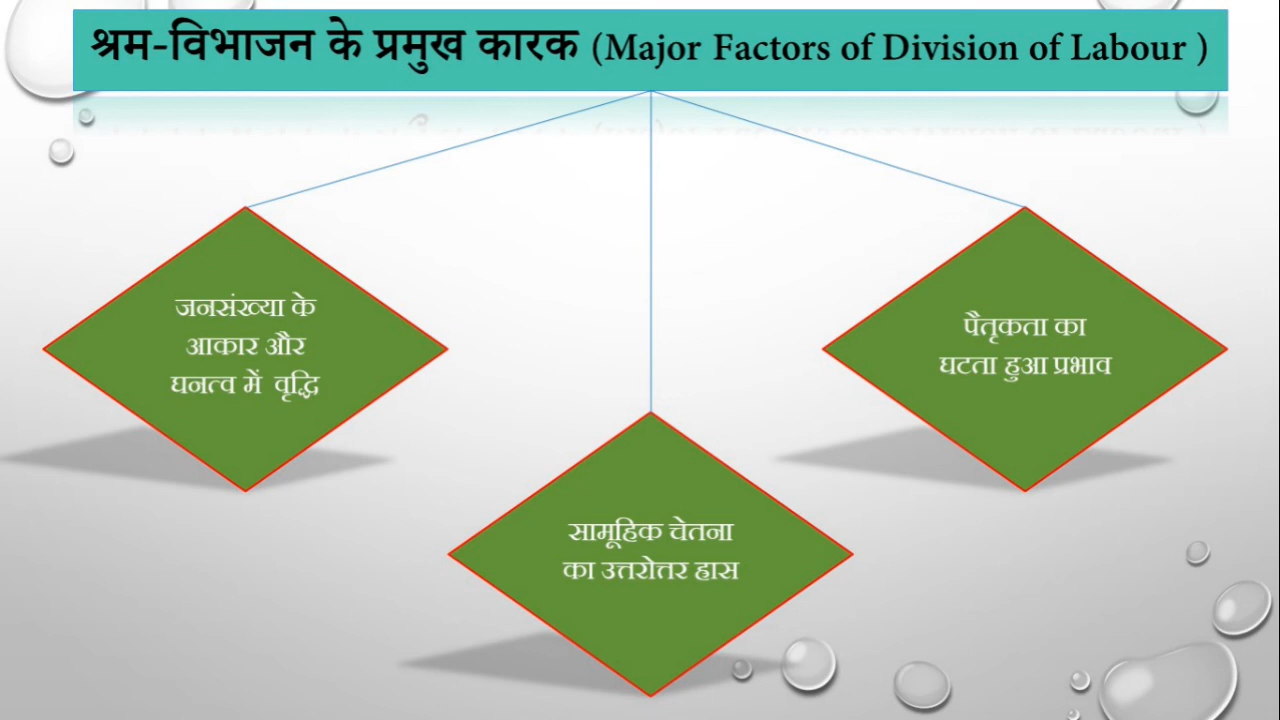 श्रम-विभाजन के प्रमुख कारक (Major Factors of Division of Labour )
जनसंख्या के
आकार और
घनत्व में वृद्धि
सामूहिक चेतना
का उत्तरोत्तर ह्रास
पैतृकता का
घटता हुआ प्रभाव